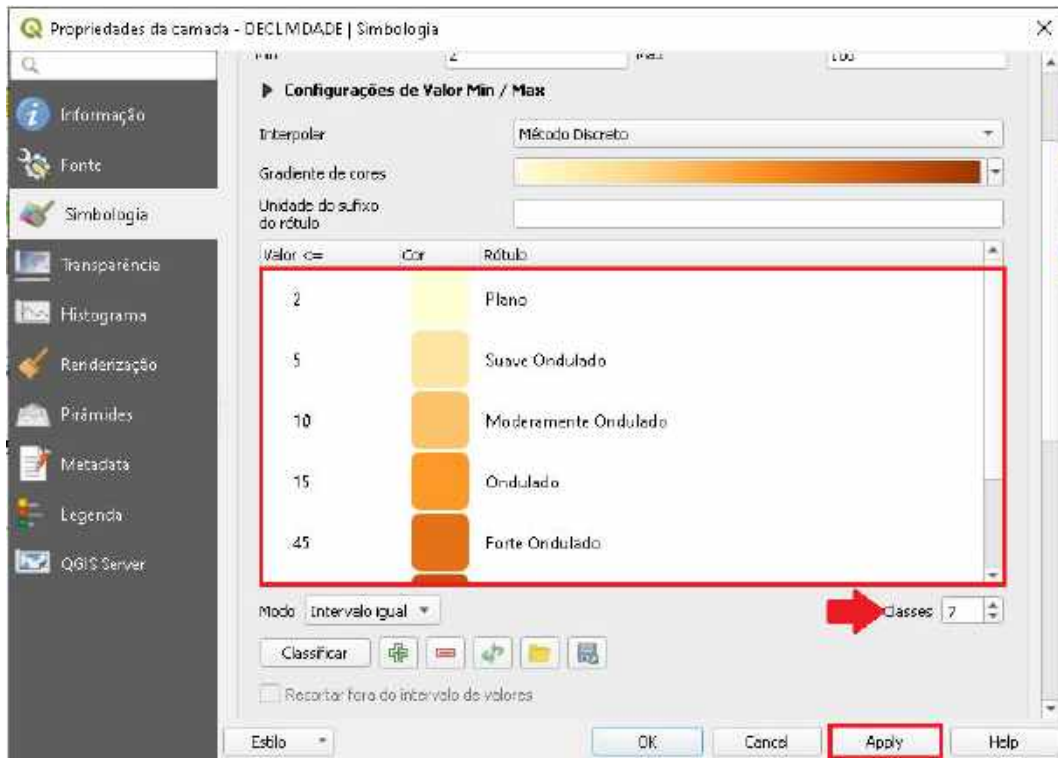 Propriedades da camada - DECLMDADE | Simbologia
Informação
Fonte
Simbologia
Transparência
Histograma
Renderização
Pirâmides
Metadata
Legenda
QGIS Server
2
100
Configurações de Valor Min / Max
Interpolar
Método Discreto
Gradiente de cores
Unidade do sufixo
do rótulo
Valor <= Cor Rótulo
2 Plano
5 Suave Ondulado
10 Moderamente Ondulado
15 Ondulado
45 Forte Ondulado
Modo Intervalo igual Classes 7
Classificar
Recortar fora do intervalo de valores
Estilo OK Cancel Apply Help